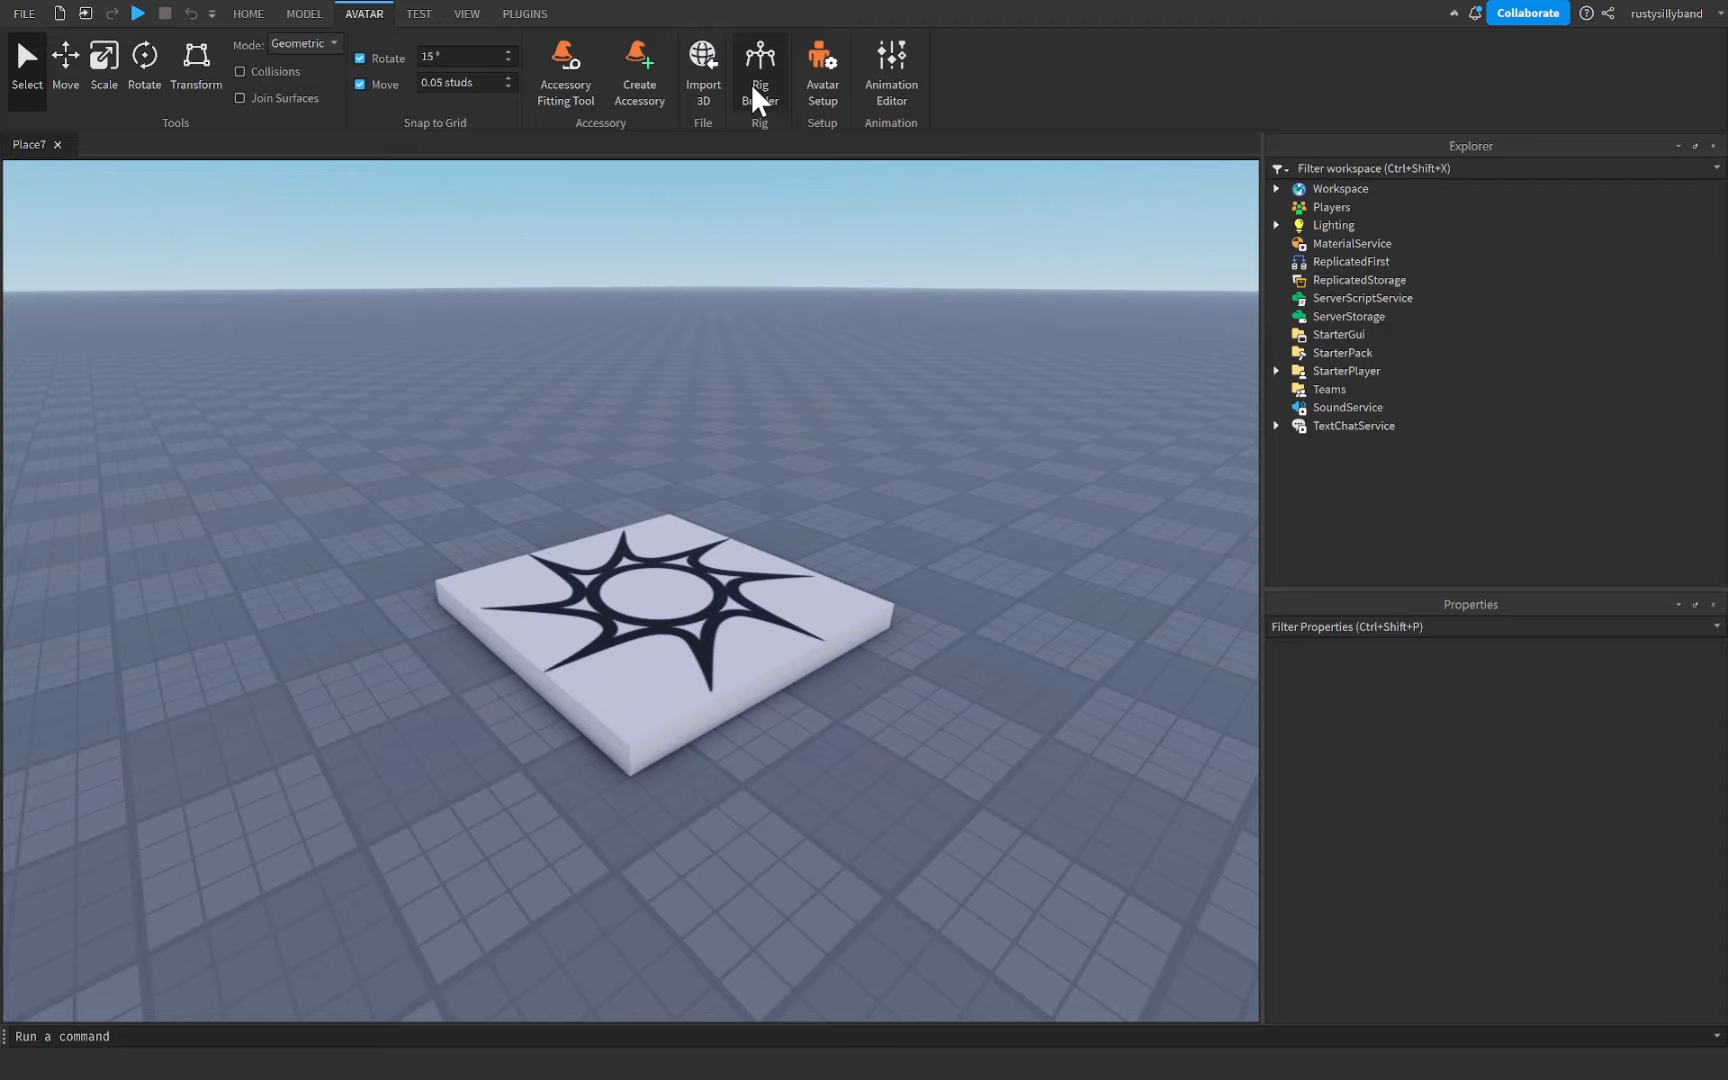 FILE HOME MODEL AVATAR TEST VIEW PLUGINS Collaborate rustysillyband
Select Move Scale Rotate Transform
Mode: Geometric
Collisions
Join Surfaces
Tools
Rotate 15°
Move 0.05 studs
Snap to Grid
Accessory
Fitting Tool
Create
Accessory
Accessory
Import
3D
File
Rig
Rig
Avatar
Setup
Setup
Animation
Editor
Animation
Place7
Explorer
Filter workspace (Ctrl+Shift+X)
Workspace
Players
Lighting
MaterialService
ReplicatedFirst
ReplicatedStorage
ServerScriptService
ServerStorage
StarterGui
StarterPack
StarterPlayer
Teams
SoundService
TextChatService
Properties
Filter Properties (Ctrl+Shift+P)
Run a command